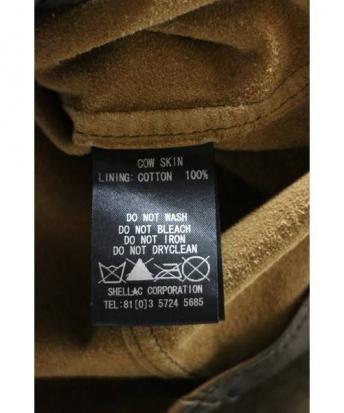 COW SKIN
LINING: COTTON 100%
DO NOT WASH
DO NOT BLEACH
DO NOT IRON
DO NOT DRYCLEAN
SHELLAC CORPORATION
TEL:81[0]3 5724 5685